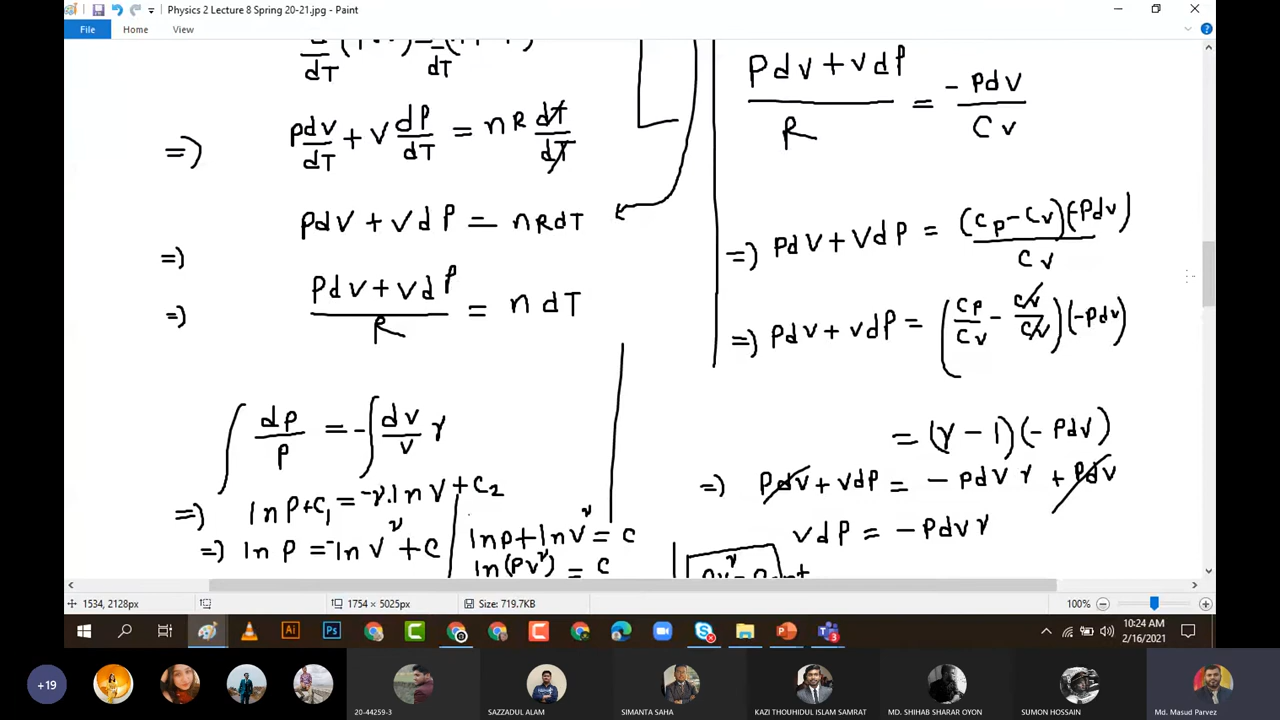 Physics 2 Lecture 8 Spring 20-21.jpg - Paint
File Home View
=> P dv/dT + V dP/dT = nR dT/dT
=> PdV + VdP = nRdT
=> (PdV + VdP)/R = n dT
∫ dP/P = -∫ dV/V γ
=> ln P + C₁ = -γ.ln V + C₂
=> ln P = -ln V^γ + C
ln P + ln V^γ = C
ln(PV^γ) = C
(PdV + VdP)/R = -PdV/Cv
=> PdV + VdP = (Cp - Cv)(-PdV)/Cv
=> PdV + VdP = (Cp/Cv - Cv/Cv)(-PdV)
= (γ - 1)(-PdV)
=> PdV + VdP = -PdV γ + PdV
VdP = -PdV γ
1534, 2128px
1754 × 5025px
Size: 719.7KB
100%
10:24 AM
2/16/2021
+19
20-44259-3
SAZZADUL ALAM
SIMANTA SAHA
KAZI THOUHIDUL ISLAM SAMRAT
MD. SHIHAB SHARAR OYON
SUMON HOSSAIN
Md. Masud Parvez